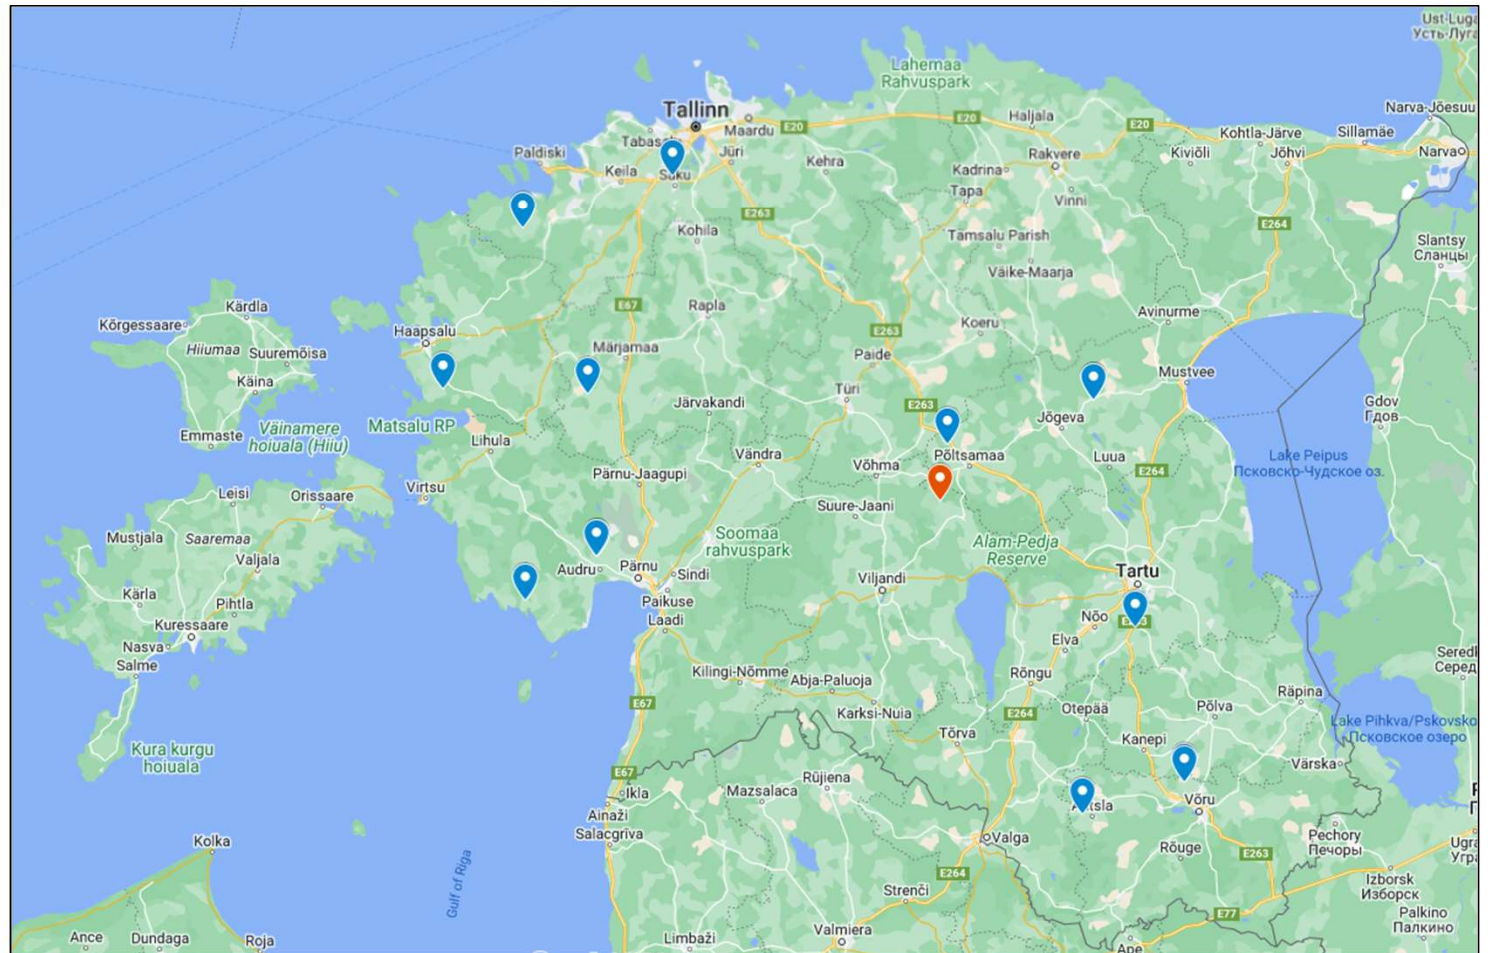 Ust-Luga
Усть-Луга
Lahemaa
Rahvuspark
Tallinn
Maardu
E20
E20
Haljala
E20
Narva-Jõesuu
Kohtla-Järve
Sillamäe
Narva
Paldiski
Jüri
Kehra
Rakvere
Kiviõli
Jõhvi
Keila
Saku
Kadrina
Tapa
Vinni
E263
E264
Kohila
Tamsalu Parish
Slantsy
Сланцы
Väike-Maarja
Kärdla
Kõrgessaare
E67
Rapla
Avinurme
Haapsalu
Koeru
E263
Hiiumaa
Suuremõisa
Märjamaa
Paide
Käina
Türi
Mustvee
Järvakandi
E263
Jõgeva
Gdov
Гдов
Emmaste
Väinamere
hoiuala (Hiiu)
Matsalu RP
Lihula
Vändra
Võhma
Põltsamaa
Luua
Lake Peipus
Псковско-Чудское оз.
Pärnu-Jaagupi
E264
Virtsu
Leisi
Orissaare
Suure-Jaani
Mustjala
Saaremaa
Soomaa
rahvuspark
Alam-Pedja
Reserve
Valjala
Audru
Pärnu
Sindi
Viljandi
Tartu
Kärla
Pihtla
Paikuse
Laadi
Kuressaare
Nõo
Elva
Nasva
Salme
Kilingi-Nõmme
Abja-Paluoja
Rõngu
Räpina
E67
Karksi-Nuia
E264
Otepää
Põlva
Lake Pihkva/Pskovsko
Псковское озеро
Tõrva
Kanepi
Kura kurgu
hoiuala
E67
Rūjiena
Värska
Ikla
Mazsalaca
Võru
Ainaži
Salacgrīva
Valga
Pechory
Печоры
Kolka
Rõuge
E263
Gulf of Riga
E264
Strenči
Izborsk
Изборск
E77
Palkino
Палкино
Ance
Dundaga
Roja
Limbaži
Valmiera
Ape